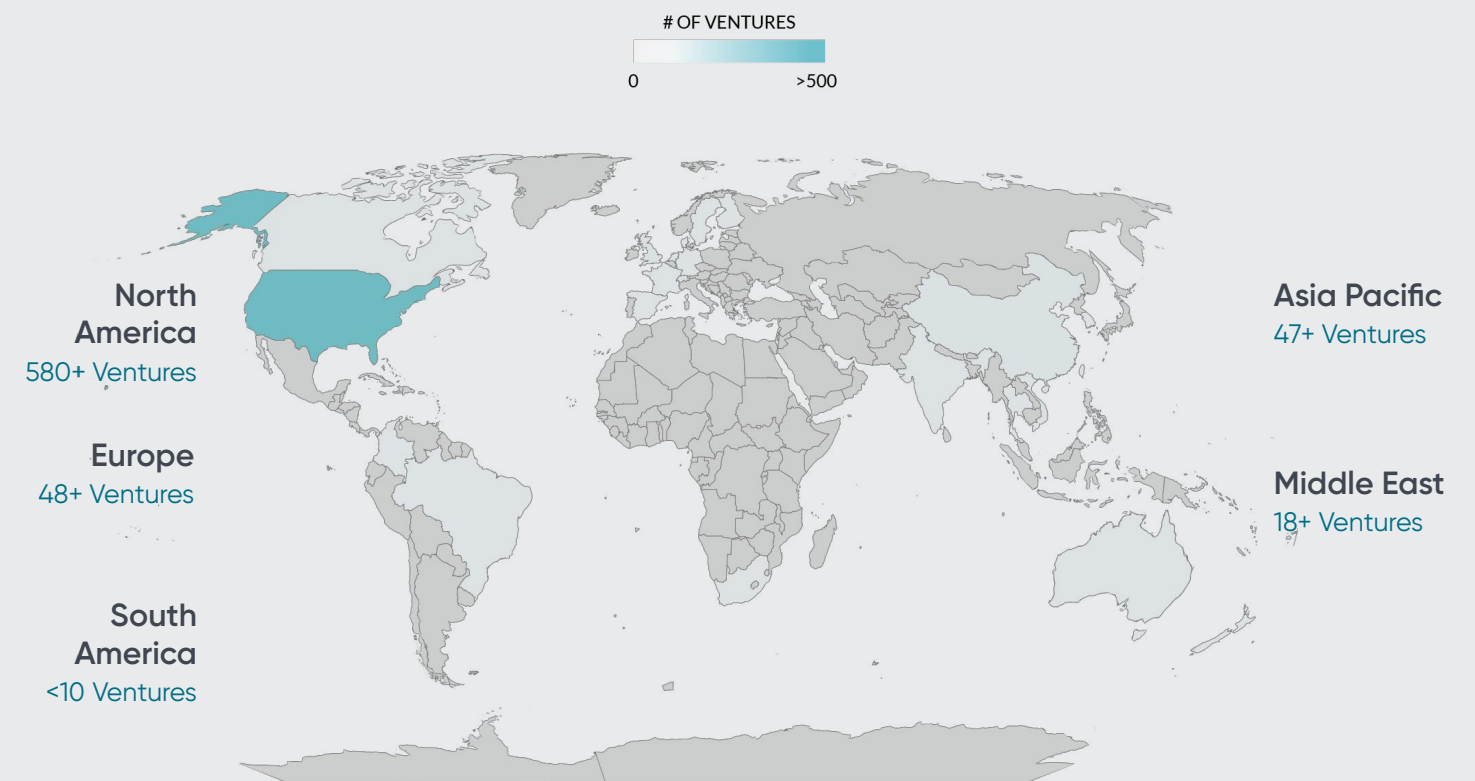 # OF VENTURES
0
>500
North
America
580+ Ventures
Europe
48+ Ventures
South
America
<10 Ventures
Asia Pacific
47+ Ventures
Middle East
18+ Ventures